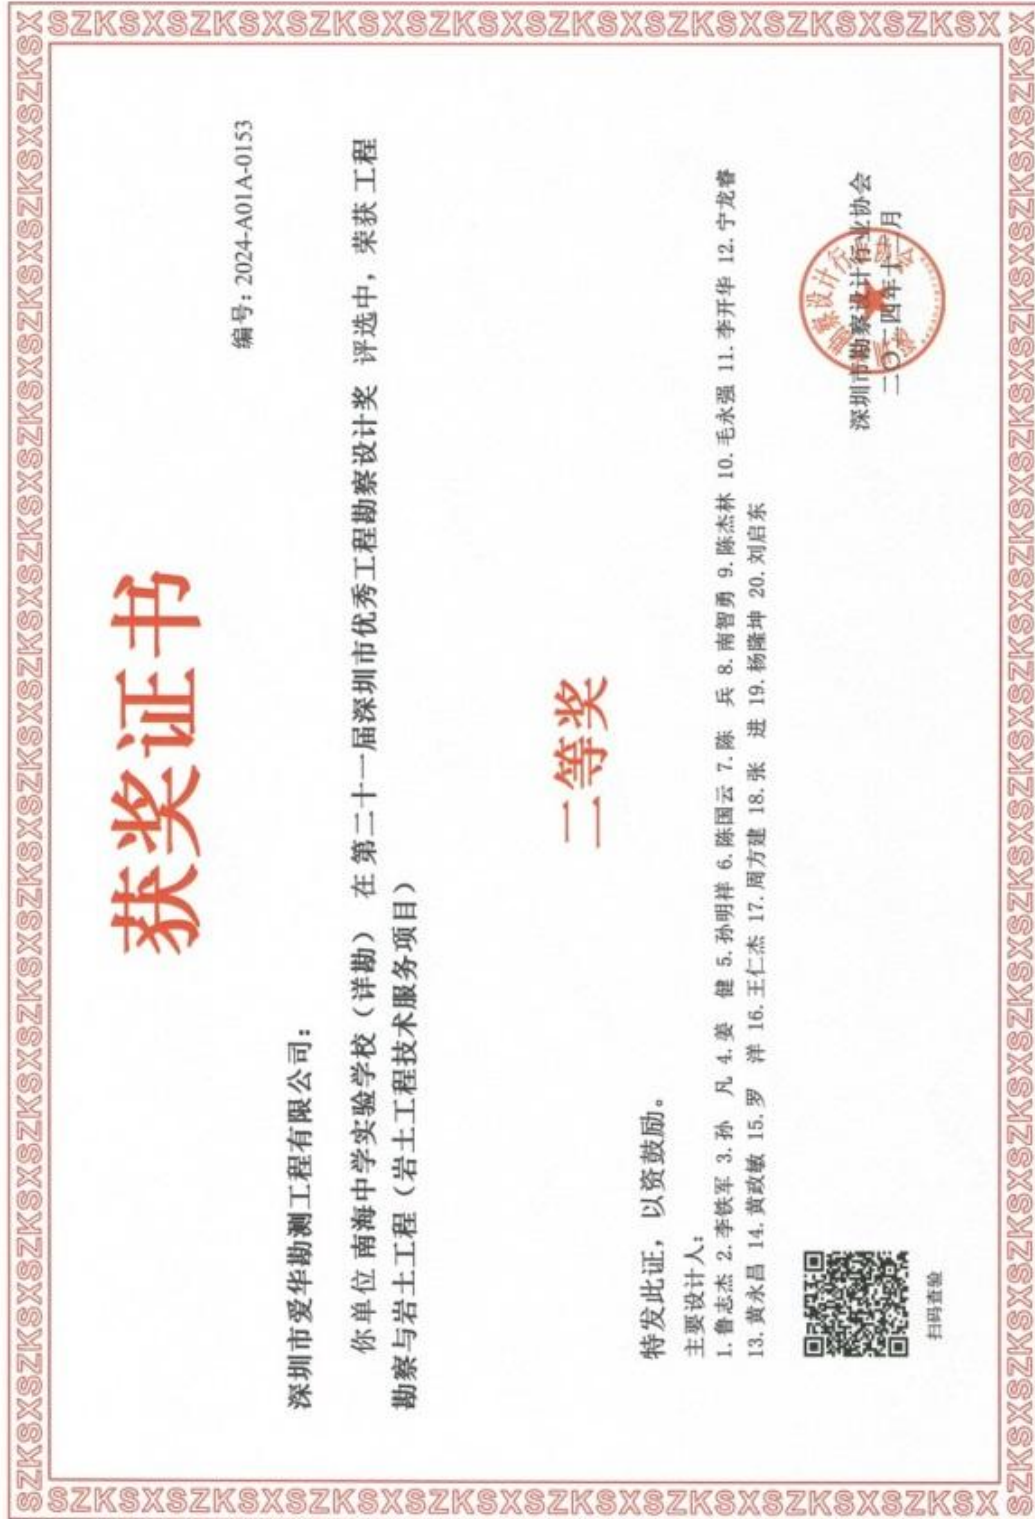 获奖证书
编号：2024-A01A-0153
深圳市爱华勘测工程有限公司：
你单位 南海中学实验学校（详勘） 在 第二十一届深圳市优秀工程勘察设计奖 评选中，荣获 工程
勘察与岩土工程（岩土工程技术服务项目）
二等奖
特发此证，以资鼓励。
主要设计人：
1. 鲁志杰 2. 李铁军 3. 孙 凡 4. 姜 健 5. 孙明祥 6. 陈国云 7. 陈 兵 8. 南智勇 9. 陈杰林 10. 毛永强 11. 李开华 12. 宁龙睿
13. 黄永昌 14. 黄政敏 15. 罗 洋 16. 王仁杰 17. 周方建 18. 张 进 19. 杨隆坤 20. 刘启东
扫码查验
深圳市勘察设计行业协会
二〇二四年十一月